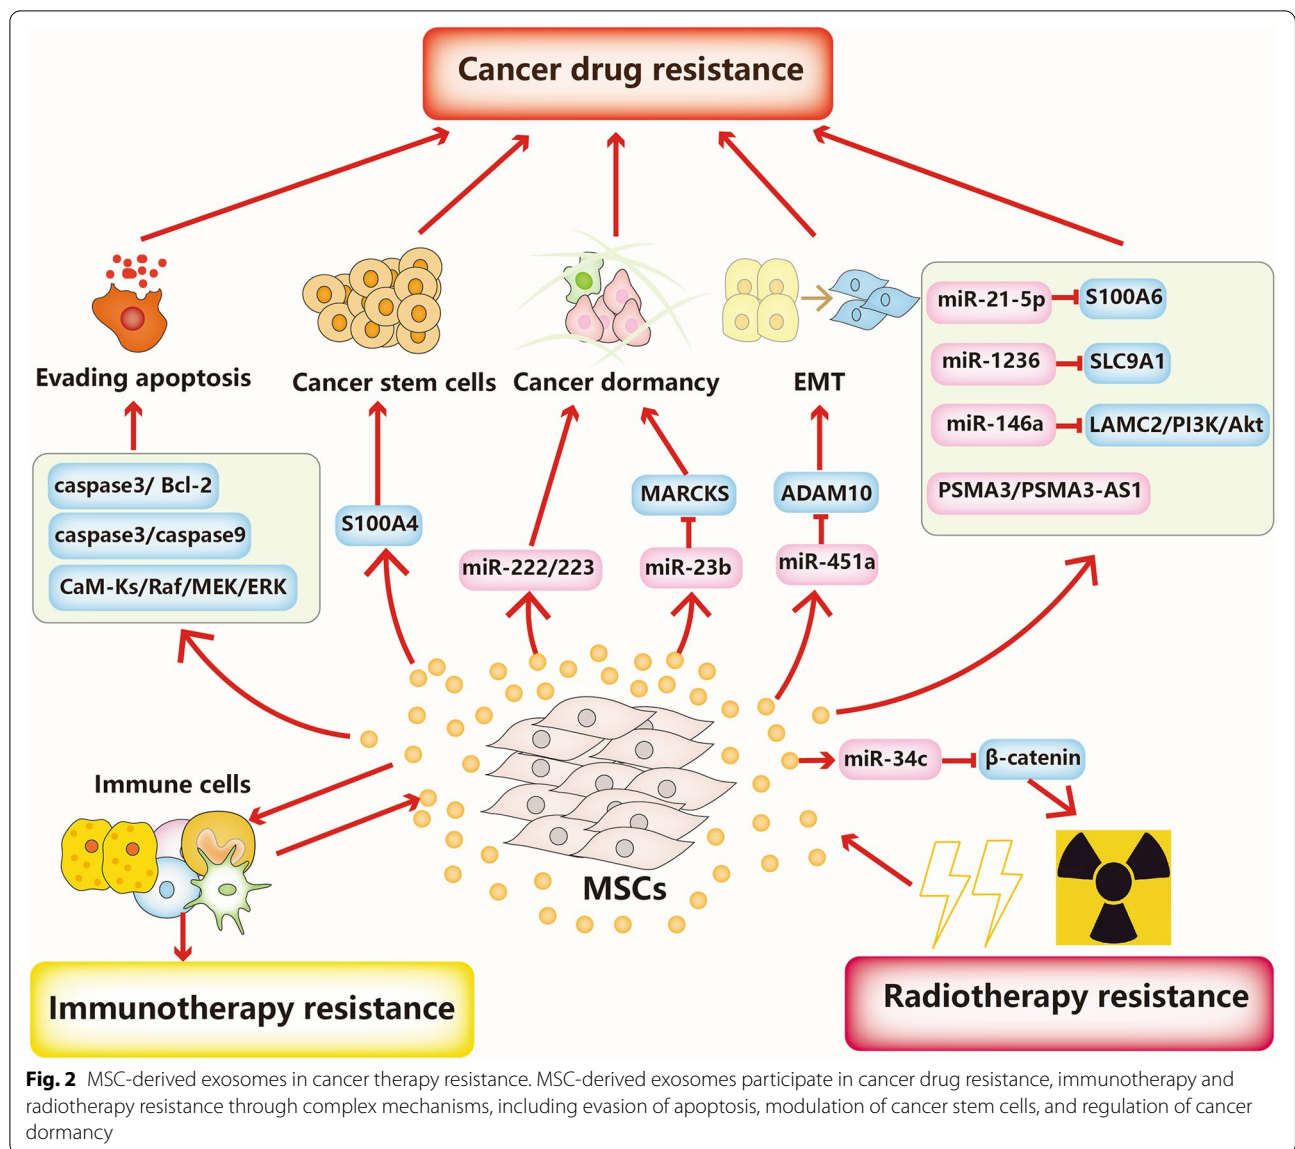 Cancer drug resistance
Evading apoptosis
Cancer stem cells
Cancer dormancy
EMT
miR-21-5p
S100A6
miR-1236
SLC9A1
miR-146a
LAMC2/PI3K/Akt
PSMA3/PSMA3-AS1
caspase3/ Bcl-2
caspase3/caspase9
CaM-Ks/Raf/MEK/ERK
S100A4
miR-222/223
MARCKS
miR-23b
ADAM10
miR-451a
miR-34c
β-catenin
Immune cells
MSCs
Immunotherapy resistance
Radiotherapy resistance
Fig. 2 MSC-derived exosomes in cancer therapy resistance. MSC-derived exosomes participate in cancer drug resistance, immunotherapy and
radiotherapy resistance through complex mechanisms, including evasion of apoptosis, modulation of cancer stem cells, and regulation of cancer
dormancy